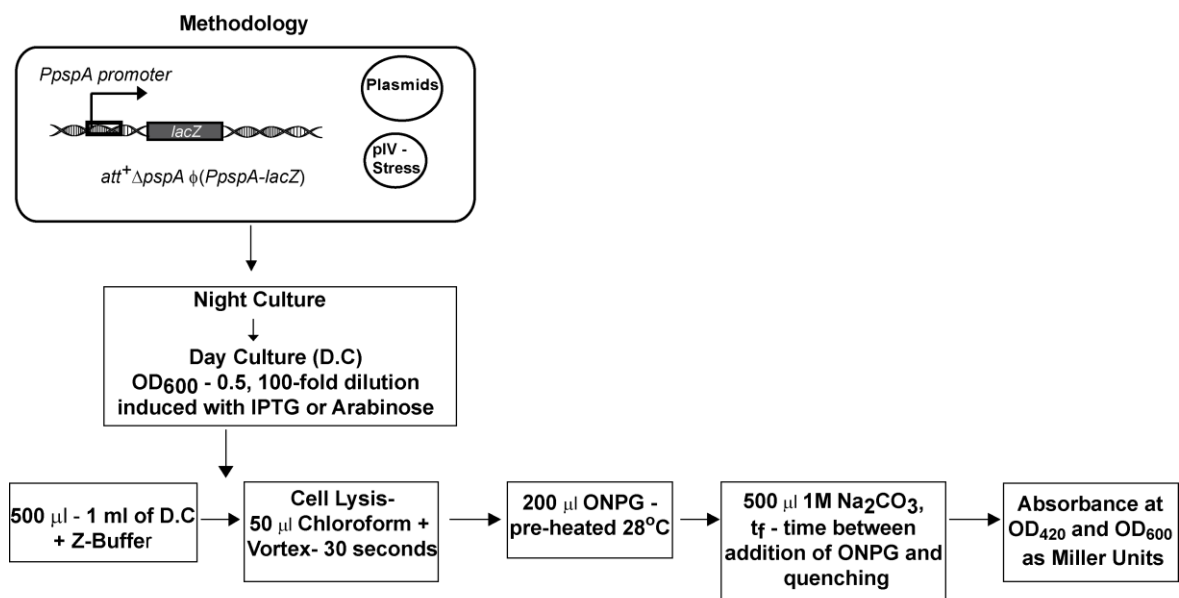 Methodology
PpspA promoter
lacZ
att⁺ΔpspA ϕ(PpspA-lacZ)
Plasmids
pIV -
Stress
Night Culture
Day Culture (D.C)
OD₆₀₀ - 0.5, 100-fold dilution
induced with IPTG or Arabinose
500 µl - 1 ml of D.C
+ Z-Buffer
Cell Lysis-
50 µl Chloroform +
Vortex- 30 seconds
200 µl ONPG -
pre-heated 28°C
500 µl 1M Na₂CO₃,
t_f - time between
addition of ONPG and
quenching
Absorbance at
OD₄₂₀ and OD₆₀₀
as Miller Units